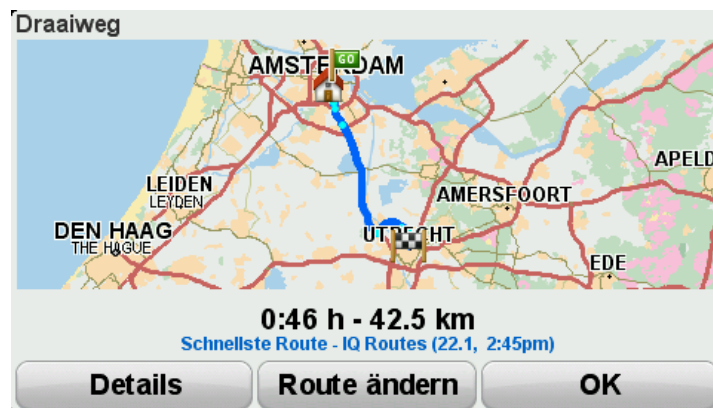 Draaiweg
GO
AMSTERDAM
APELD
LEIDEN
LEYDEN
AMERSFOORT
DEN HAAG
THE HAGUE
UTRECHT
EDE
0:46 h - 42.5 km
Schnellste Route - IQ Routes (22.1, 2:45pm)
Details
Route ändern
OK